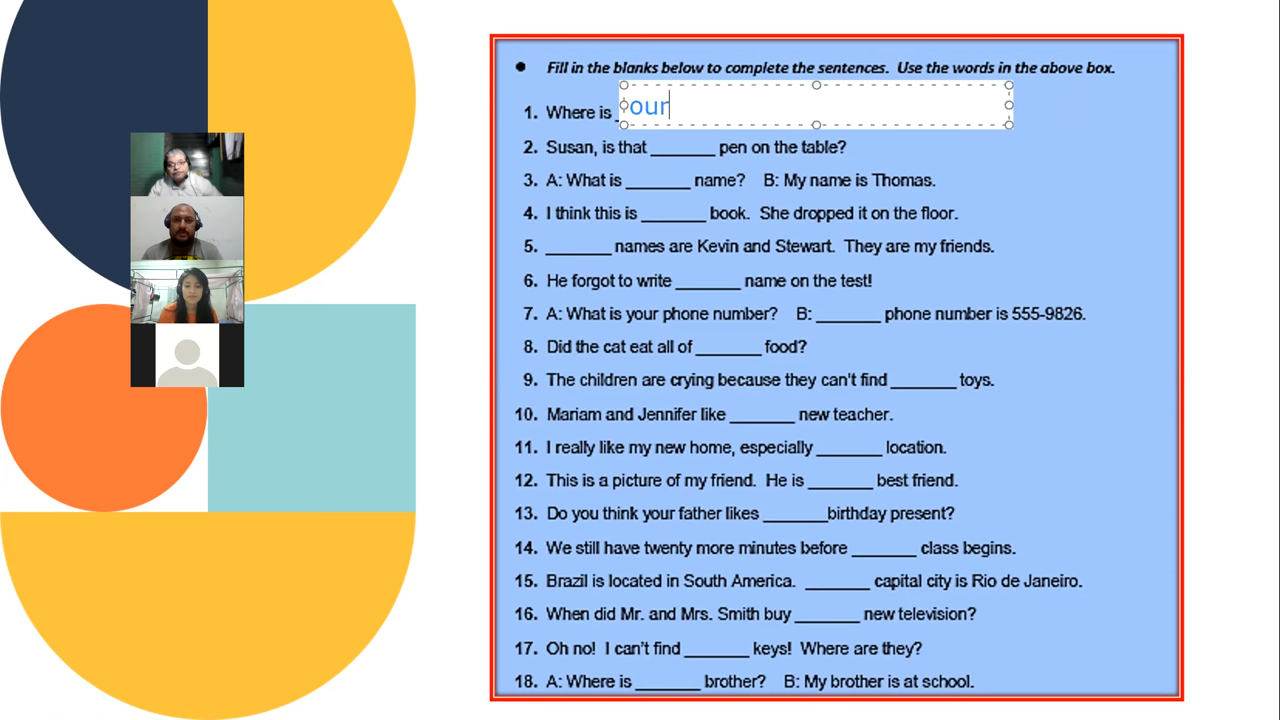 • Fill in the blanks below to complete the sentences. Use the words in the above box.
1. Where is _our
2. Susan, is that _______ pen on the table?
3. A: What is _______ name? B: My name is Thomas.
4. I think this is _______ book. She dropped it on the floor.
5. _______ names are Kevin and Stewart. They are my friends.
6. He forgot to write _______ name on the test!
7. A: What is your phone number? B: _______ phone number is 555-9826.
8. Did the cat eat all of _______ food?
9. The children are crying because they can't find _______ toys.
10. Mariam and Jennifer like _______ new teacher.
11. I really like my new home, especially _______ location.
12. This is a picture of my friend. He is _______ best friend.
13. Do you think your father likes _______birthday present?
14. We still have twenty more minutes before _______ class begins.
15. Brazil is located in South America. _______ capital city is Rio de Janeiro.
16. When did Mr. and Mrs. Smith buy _______ new television?
17. Oh no! I can't find _______ keys! Where are they?
18. A: Where is _______ brother? B: My brother is at school.